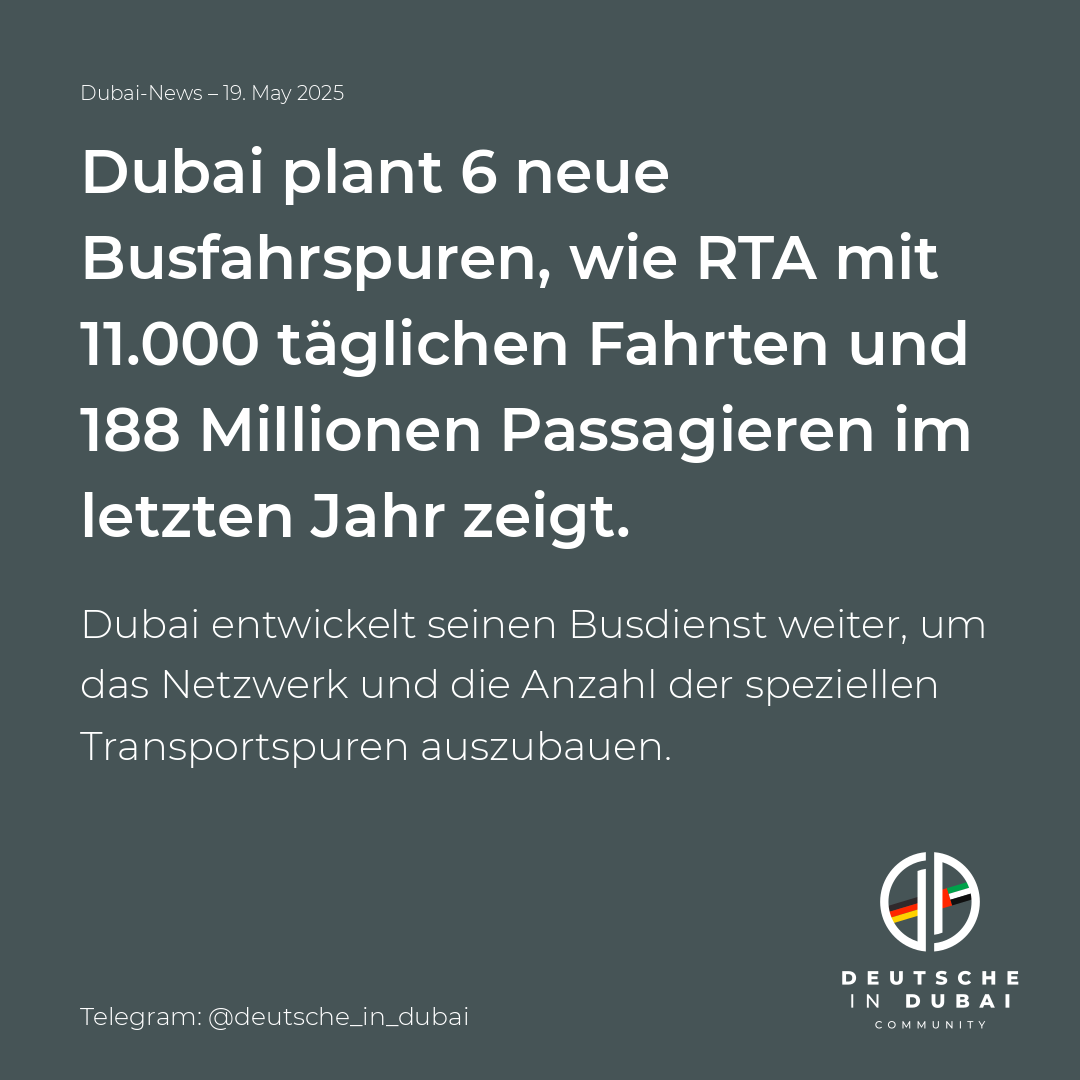 Dubai-News – 19. May 2025
Dubai plant 6 neue
Busfahrspuren, wie RTA mit
11.000 täglichen Fahrten und
188 Millionen Passagieren im
letzten Jahr zeigt.
Dubai entwickelt seinen Busdienst weiter, um
das Netzwerk und die Anzahl der speziellen
Transportspuren auszubauen.
DEUTSCHE
IN DUBAI
COMMUNITY
Telegram: @deutsche_in_dubai